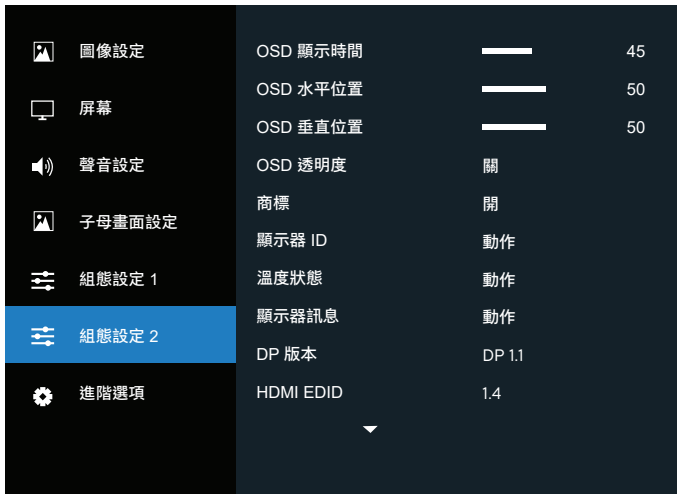 圖像設定
屏幕
聲音設定
子母畫面設定
組態設定 1
組態設定 2
進階選項
OSD 顯示時間 45
OSD 水平位置 50
OSD 垂直位置 50
OSD 透明度 關
商標 開
顯示器 ID 動作
溫度狀態 動作
顯示器訊息 動作
DP 版本 DP 1.1
HDMI EDID 1.4